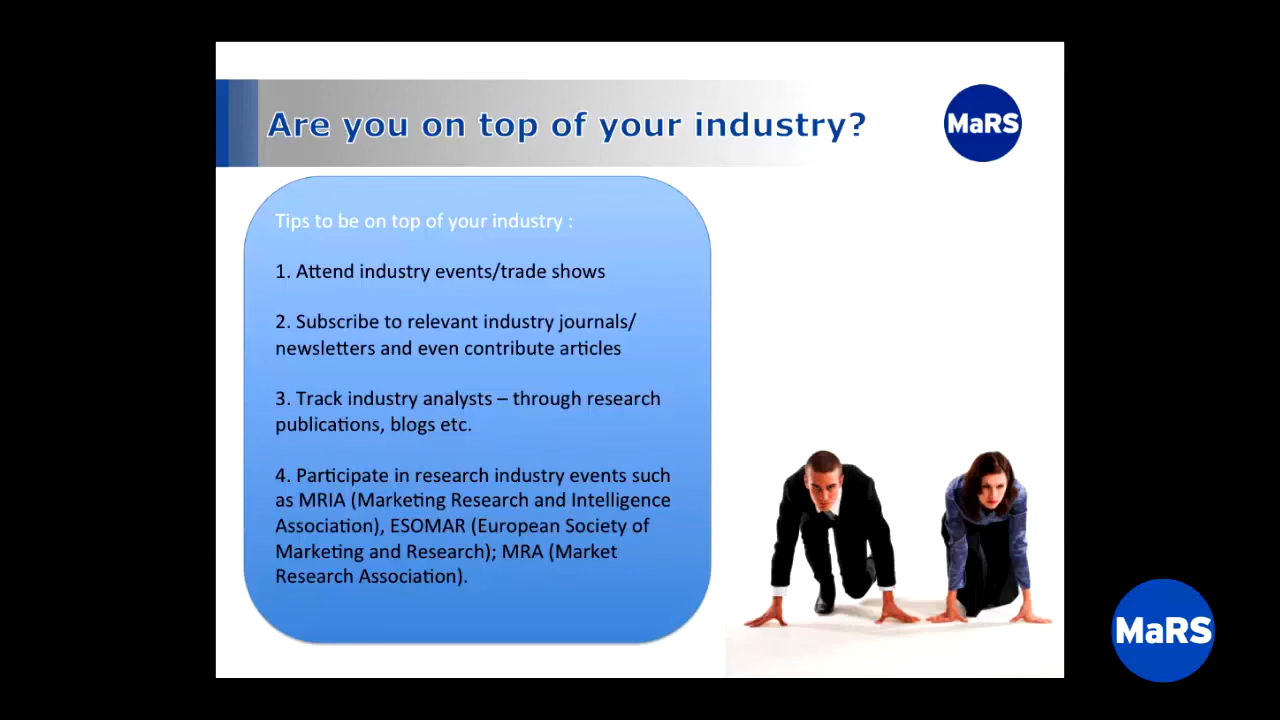 Are you on top of your industry?
MaRS
Tips to be on top of your industry :
1. Attend industry events/trade shows
2. Subscribe to relevant industry journals/
newsletters and even contribute articles
3. Track industry analysts – through research
publications, blogs etc.
4. Participate in research industry events such
as MRIA (Marketing Research and Intelligence
Association), ESOMAR (European Society of
Marketing and Research); MRA (Market
Research Association).
MaRS